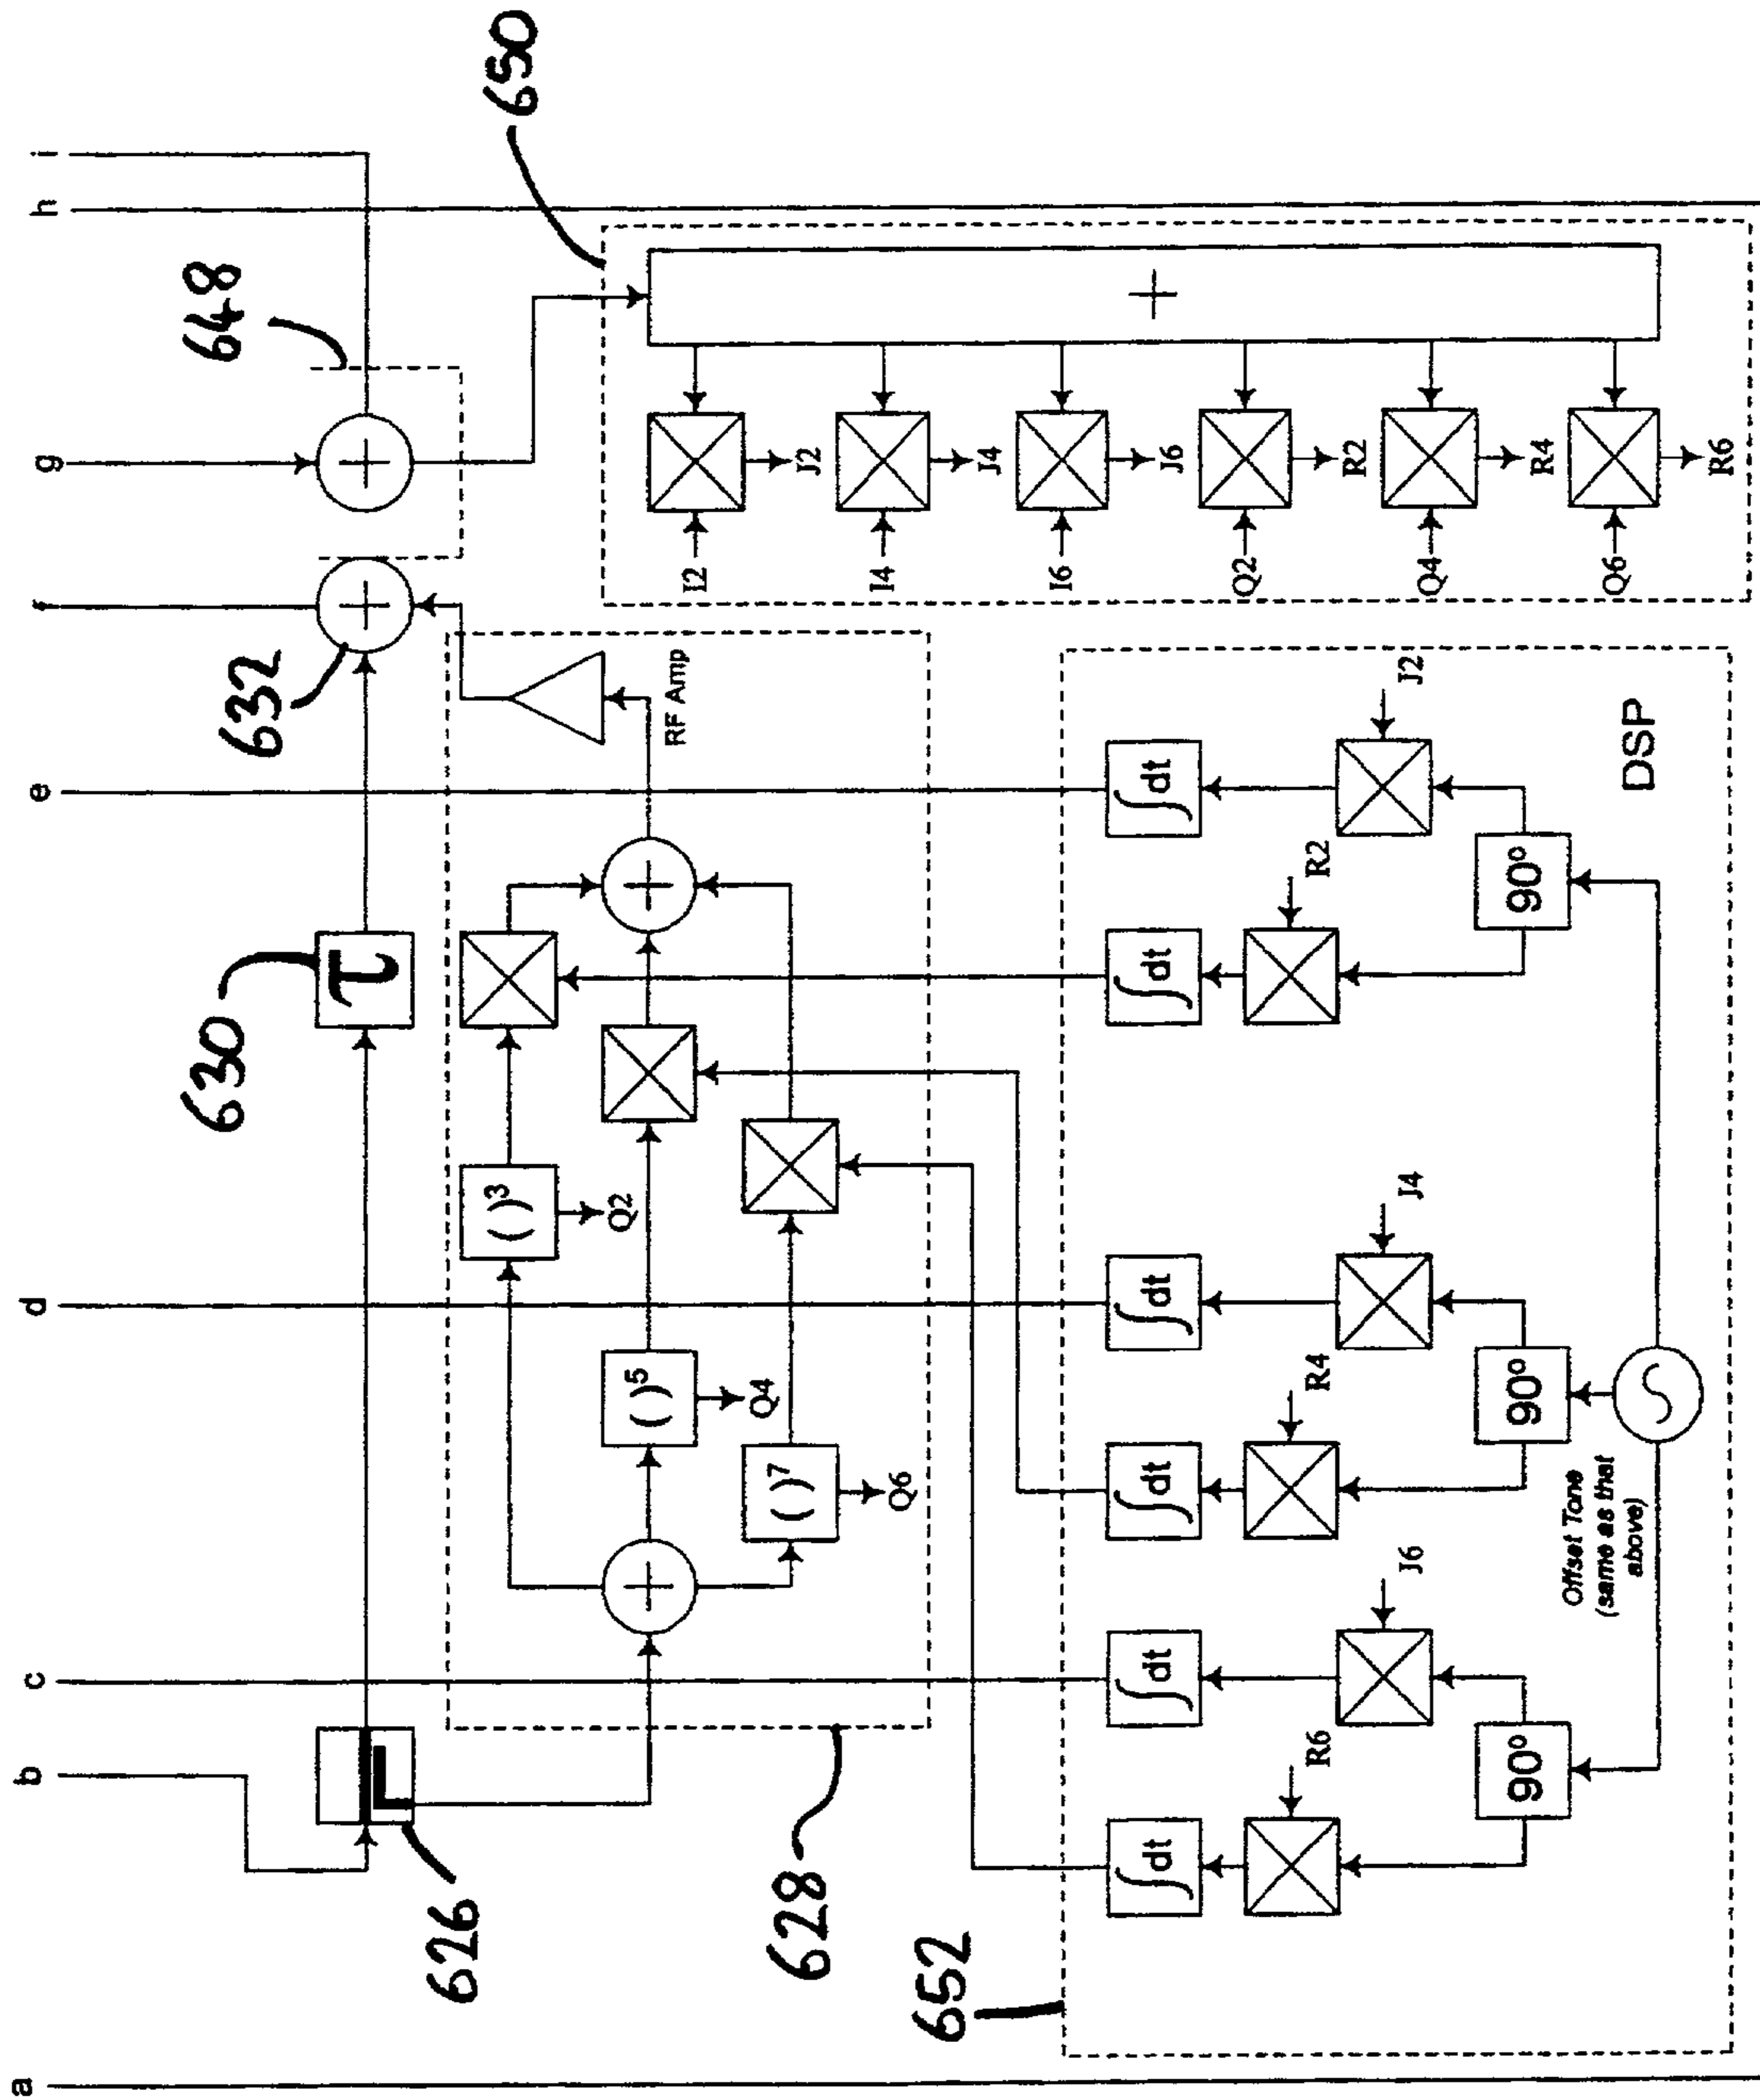 a
b
c
d
e
f
g
h
i
626
630
τ
632
648
650
628
( )³
Q2
( )⁵
Q4
( )⁷
Q6
RF Amp
+
I2
J2
I4
J4
I6
J6
Q2
R2
Q4
R4
Q6
R6
652
∫dt
∫dt
∫dt
∫dt
∫dt
∫dt
R6
J6
R4
J4
R2
J2
90°
90°
90°
Offset Tone
(same as that
above)
DSP